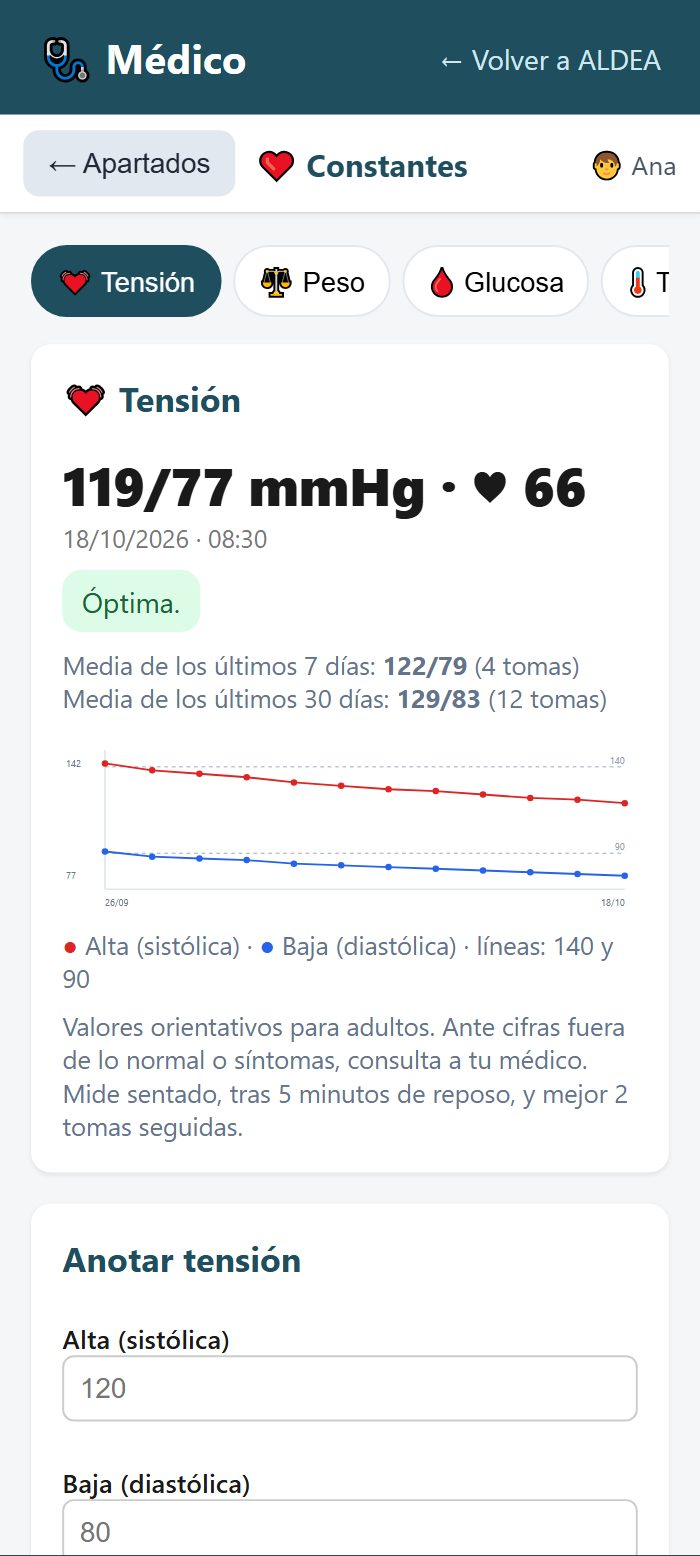 Médico
← Volver a ALDEA
← Apartados
Constantes
Ana
Tensión
Peso
Glucosa
T
Tensión
119/77 mmHg · ♥ 66
18/10/2026 · 08:30
Óptima.
Media de los últimos 7 días: 122/79 (4 tomas)
Media de los últimos 30 días: 129/83 (12 tomas)
142
140
90
77
26/09
18/10
Alta (sistólica) · Baja (diastólica) · líneas: 140 y
90
Valores orientativos para adultos. Ante cifras fuera
de lo normal o síntomas, consulta a tu médico.
Mide sentado, tras 5 minutos de reposo, y mejor 2
tomas seguidas.
Anotar tensión
Alta (sistólica)
120
Baja (diastólica)
80